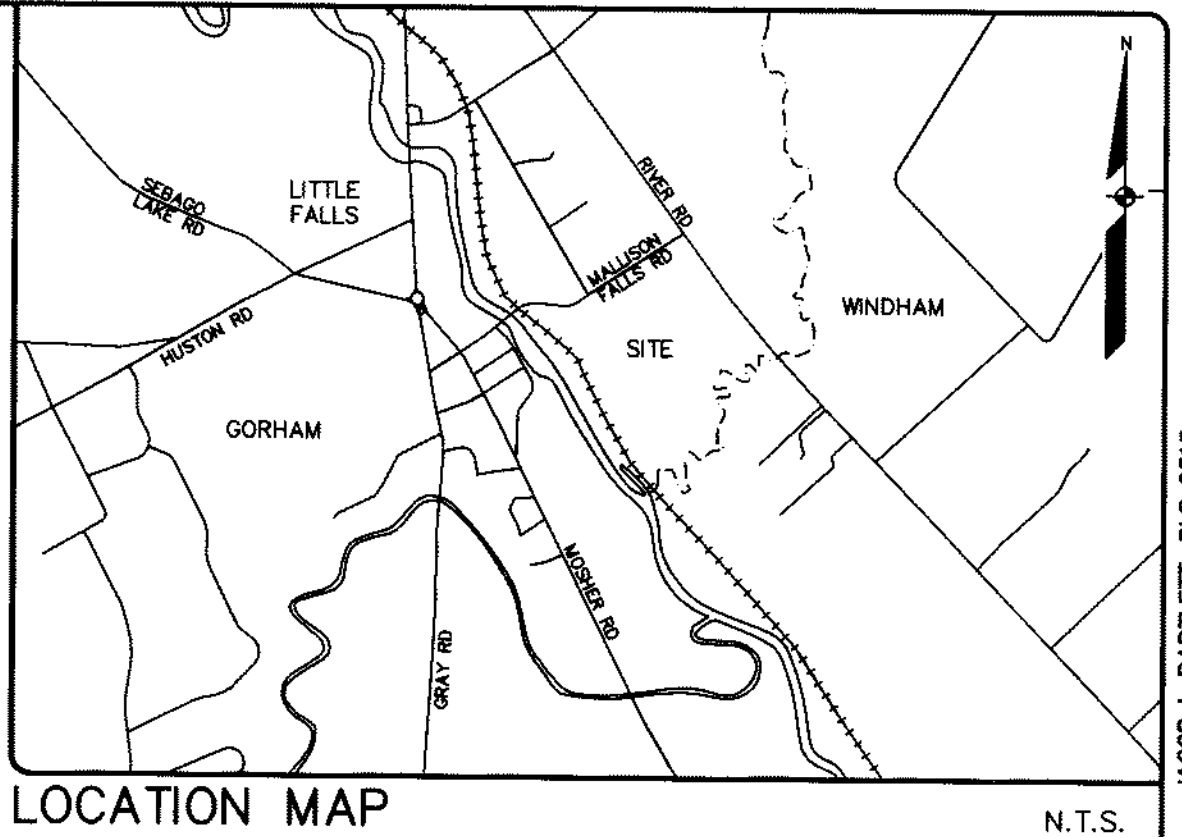 N
RIVER RD
SEBAGO
LAKE RD
LITTLE
FALLS
MALLISON
FALLS RD
WINDHAM
HUSTON RD
SITE
GORHAM
MOSHER RD
GRAY RD
LOCATION MAP
N.T.S.